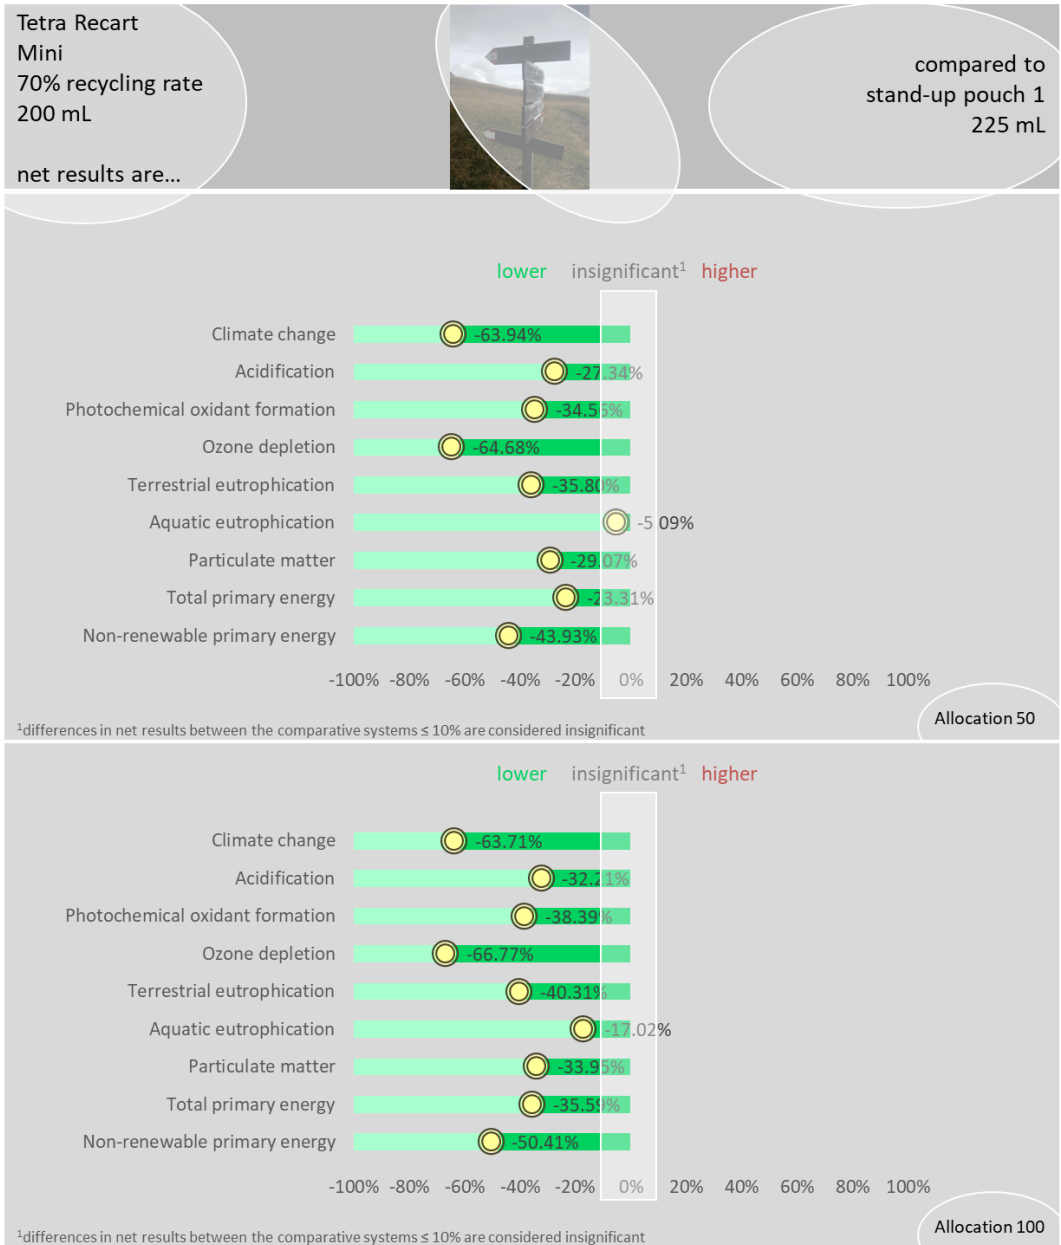 Tetra Recart
Mini
70% recycling rate
200 mL
net results are...
compared to
stand-up pouch 1
225 mL
lower insignificant¹ higher
Climate change -63.94%
Acidification -27.34%
Photochemical oxidant formation -34.56%
Ozone depletion -64.68%
Terrestrial eutrophication -35.80%
Aquatic eutrophication -5.09%
Particulate matter -29.07%
Total primary energy -23.31%
Non-renewable primary energy -43.93%
-100% -80% -60% -40% -20% 0% 20% 40% 60% 80% 100%
Allocation 50
¹differences in net results between the comparative systems ≤ 10% are considered insignificant
lower insignificant¹ higher
Climate change -63.71%
Acidification -32.21%
Photochemical oxidant formation -38.39%
Ozone depletion -66.77%
Terrestrial eutrophication -40.31%
Aquatic eutrophication -17.02%
Particulate matter -33.95%
Total primary energy -35.59%
Non-renewable primary energy -50.41%
-100% -80% -60% -40% -20% 0% 20% 40% 60% 80% 100%
Allocation 100
¹differences in net results between the comparative systems ≤ 10% are considered insignificant